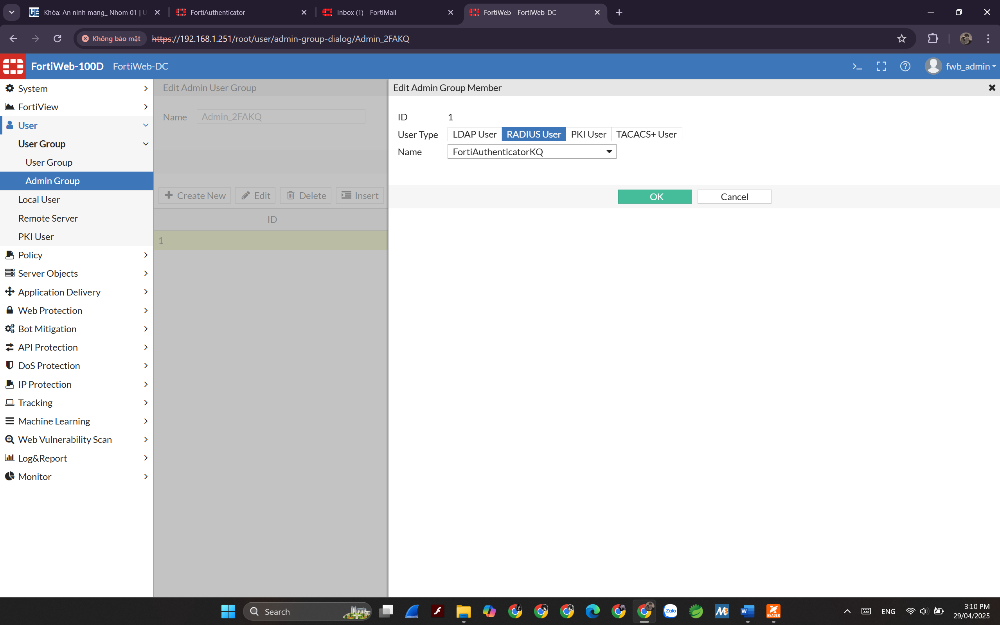 Khóa: An ninh mang_ Nhom 01 | U
FortiAuthenticator
Inbox (1) - FortiMail
FortiWeb - FortiWeb-DC
Không bảo mật
https://192.168.1.251/root/user/admin-group-dialog/Admin_2FAKQ
FortiWeb-100D FortiWeb-DC
fwb_admin
System
FortiView
User
User Group
User Group
Admin Group
Local User
Remote Server
PKI User
Policy
Server Objects
Application Delivery
Web Protection
Bot Mitigation
API Protection
DoS Protection
IP Protection
Tracking
Machine Learning
Web Vulnerability Scan
Log&Report
Monitor
Edit Admin User Group
Name Admin_2FAKQ
Create New Edit Delete Insert
ID
1
Edit Admin Group Member
ID 1
User Type LDAP User RADIUS User PKI User TACACS+ User
Name FortiAuthenticatorKQ
OK Cancel
Search
Zalo
READER
ENG
3:10 PM
29/04/2025